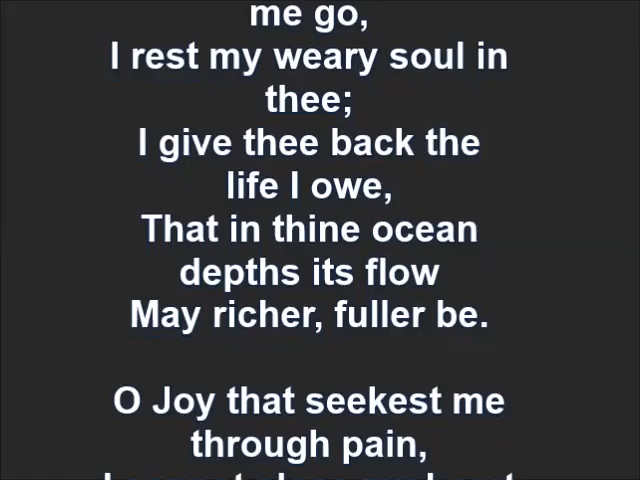 me go,
I rest my weary soul in
thee;
I give thee back the
life I owe,
That in thine ocean
depths its flow
May richer, fuller be.
O Joy that seekest me
through pain,